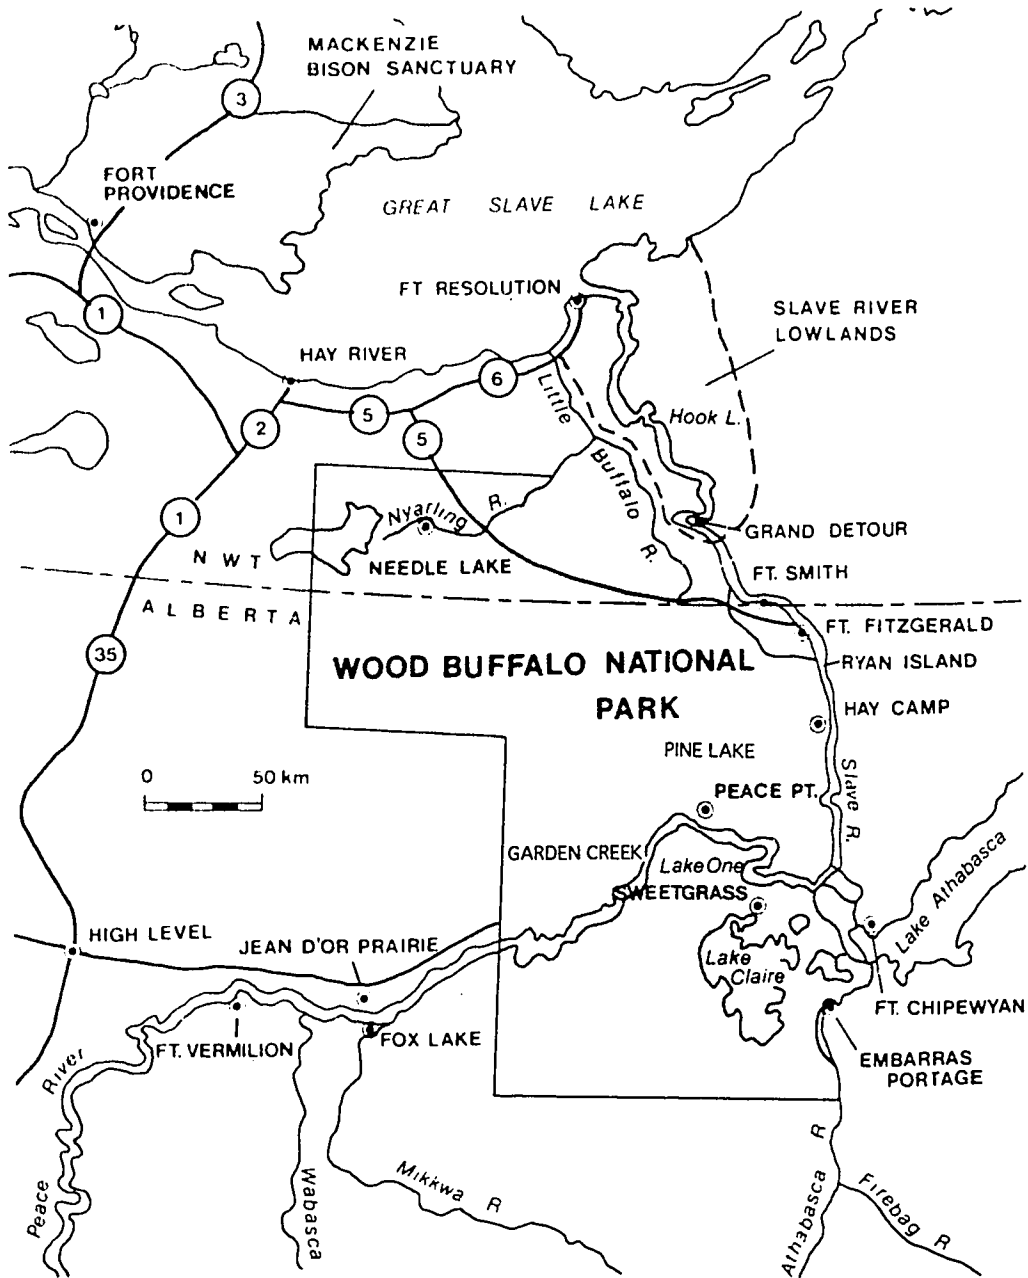 MACKENZIE
BISON SANCTUARY
3
FORT
PROVIDENCE
GREAT SLAVE LAKE
FT RESOLUTION
1
SLAVE RIVER
LOWLANDS
HAY RIVER
6
5
2
5
Little
Buffalo
R.
Hook L.
1
Nyarling R.
GRAND DETOUR
NEEDLE LAKE
NWT
FT. SMITH
ALBERTA
FT. FITZGERALD
35
WOOD BUFFALO NATIONAL
PARK
RYAN ISLAND
HAY CAMP
PINE LAKE
0 50 km
PEACE PT.
Slave R.
GARDEN CREEK
Lake One
SWEETGRASS
Lake Athabasca
HIGH LEVEL
JEAN D'OR PRAIRIE
Lake
Claire
FT. CHIPEWYAN
FT. VERMILION
FOX LAKE
EMBARRAS
PORTAGE
Peace River
Wabasca
Mikkwa R
Athabasca R
Firebag R